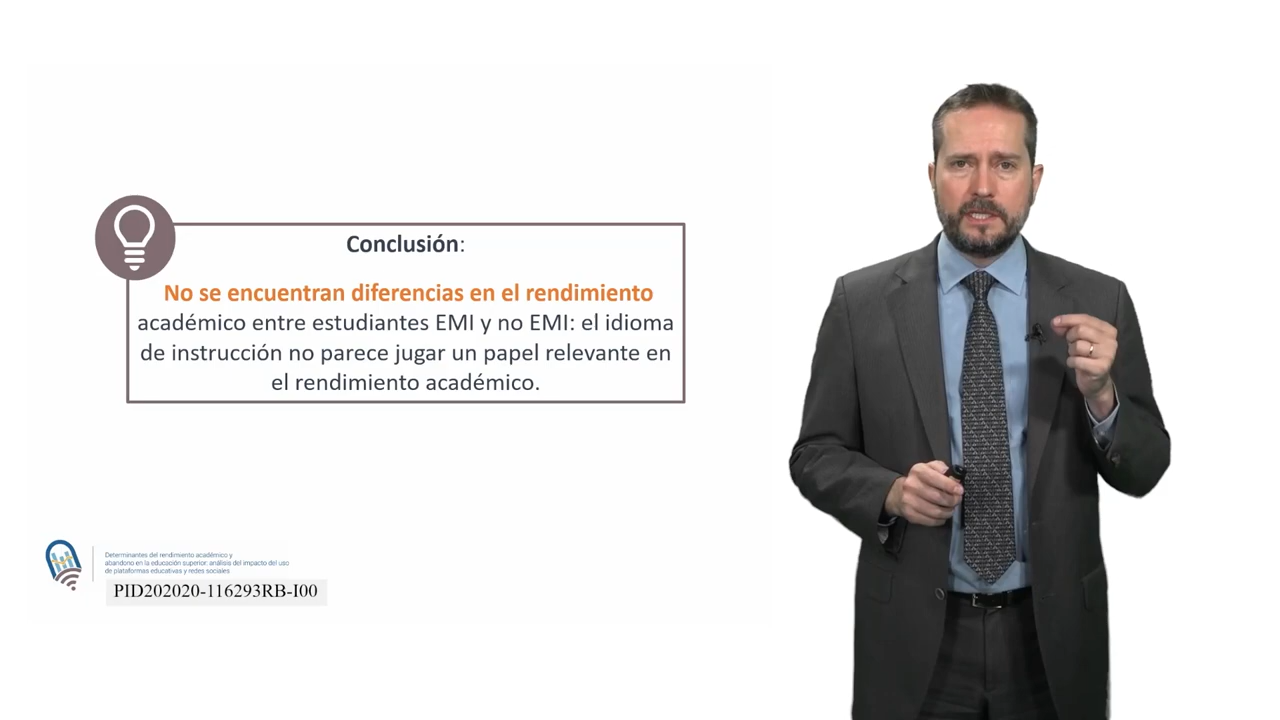 Conclusión:
No se encuentran diferencias en el rendimiento
académico entre estudiantes EMI y no EMI: el idioma
de instrucción no parece jugar un papel relevante en
el rendimiento académico.
Determinantes del rendimiento académico y
abandono en la educación superior: análisis del impacto del uso
de plataformas educativas y redes sociales
PID202020-116293RB-I00